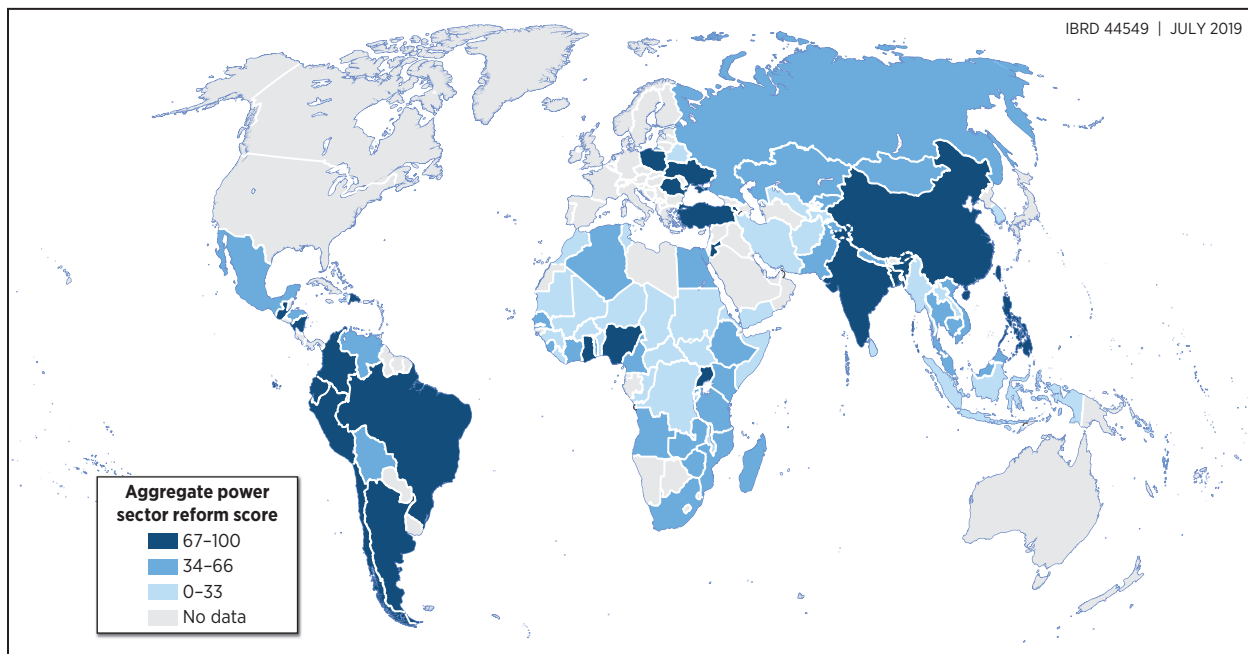 IBRD 44549 | JULY 2019
Aggregate power
sector reform score
67–100
34–66
0–33
No data